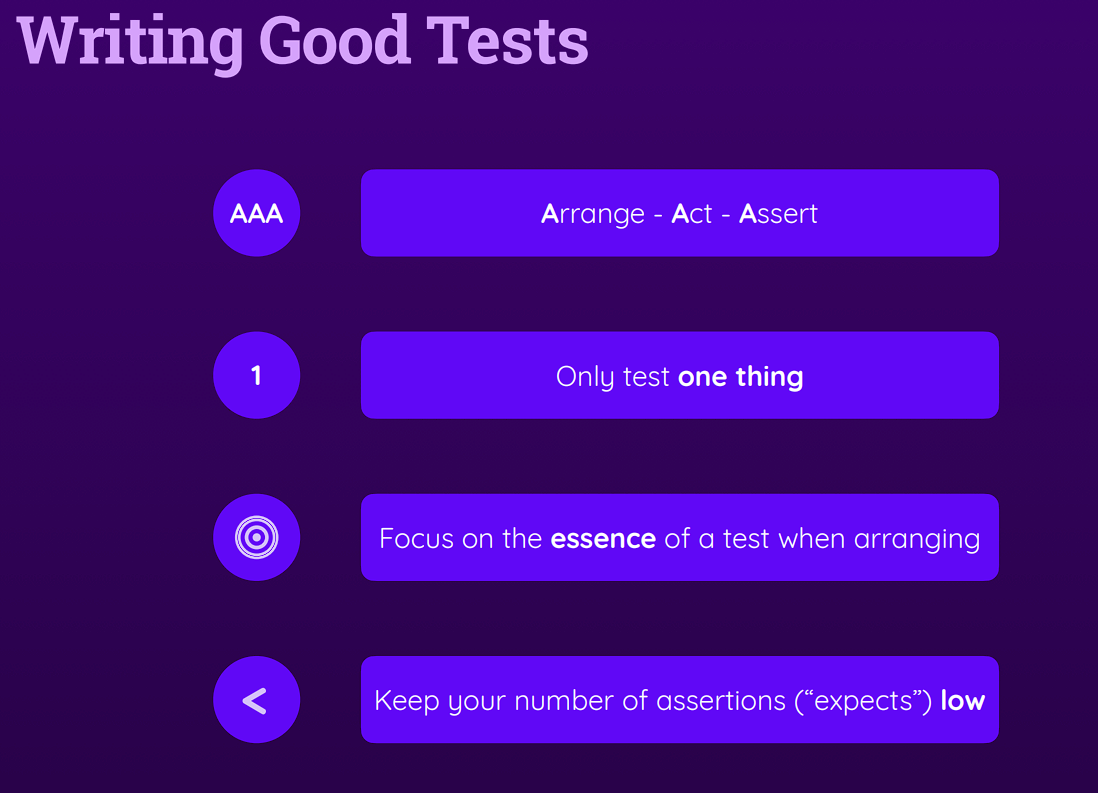 Writing Good Tests
AAA
Arrange - Act - Assert
1
Only test one thing
Focus on the essence of a test when arranging
<
Keep your number of assertions (“expects”) low